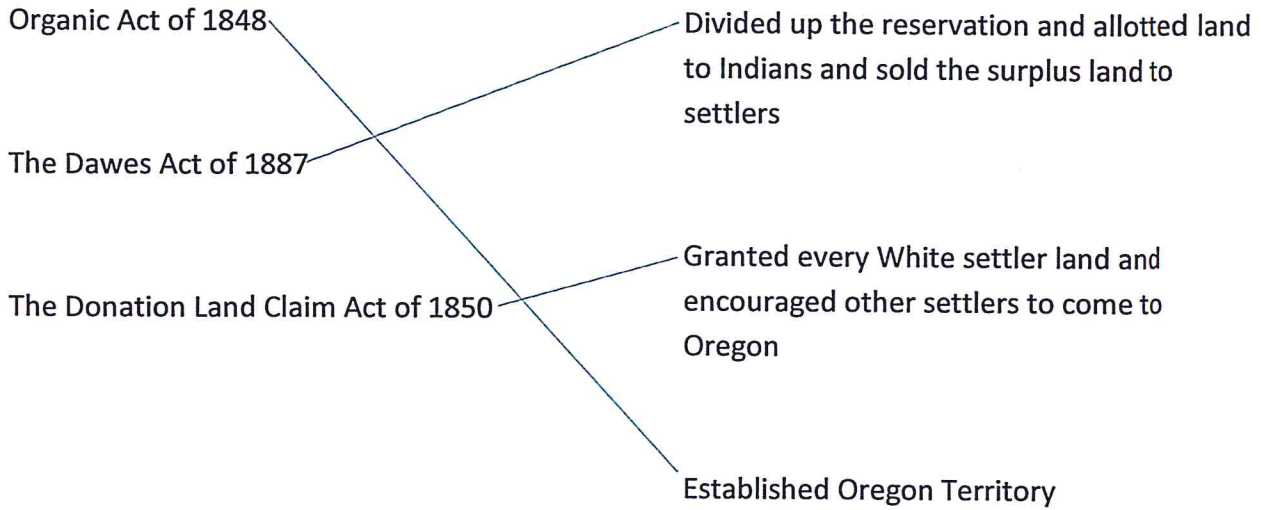 Organic Act of 1848
The Dawes Act of 1887
The Donation Land Claim Act of 1850
Divided up the reservation and allotted land
to Indians and sold the surplus land to
settlers
Granted every White settler land and
encouraged other settlers to come to
Oregon
Established Oregon Territory